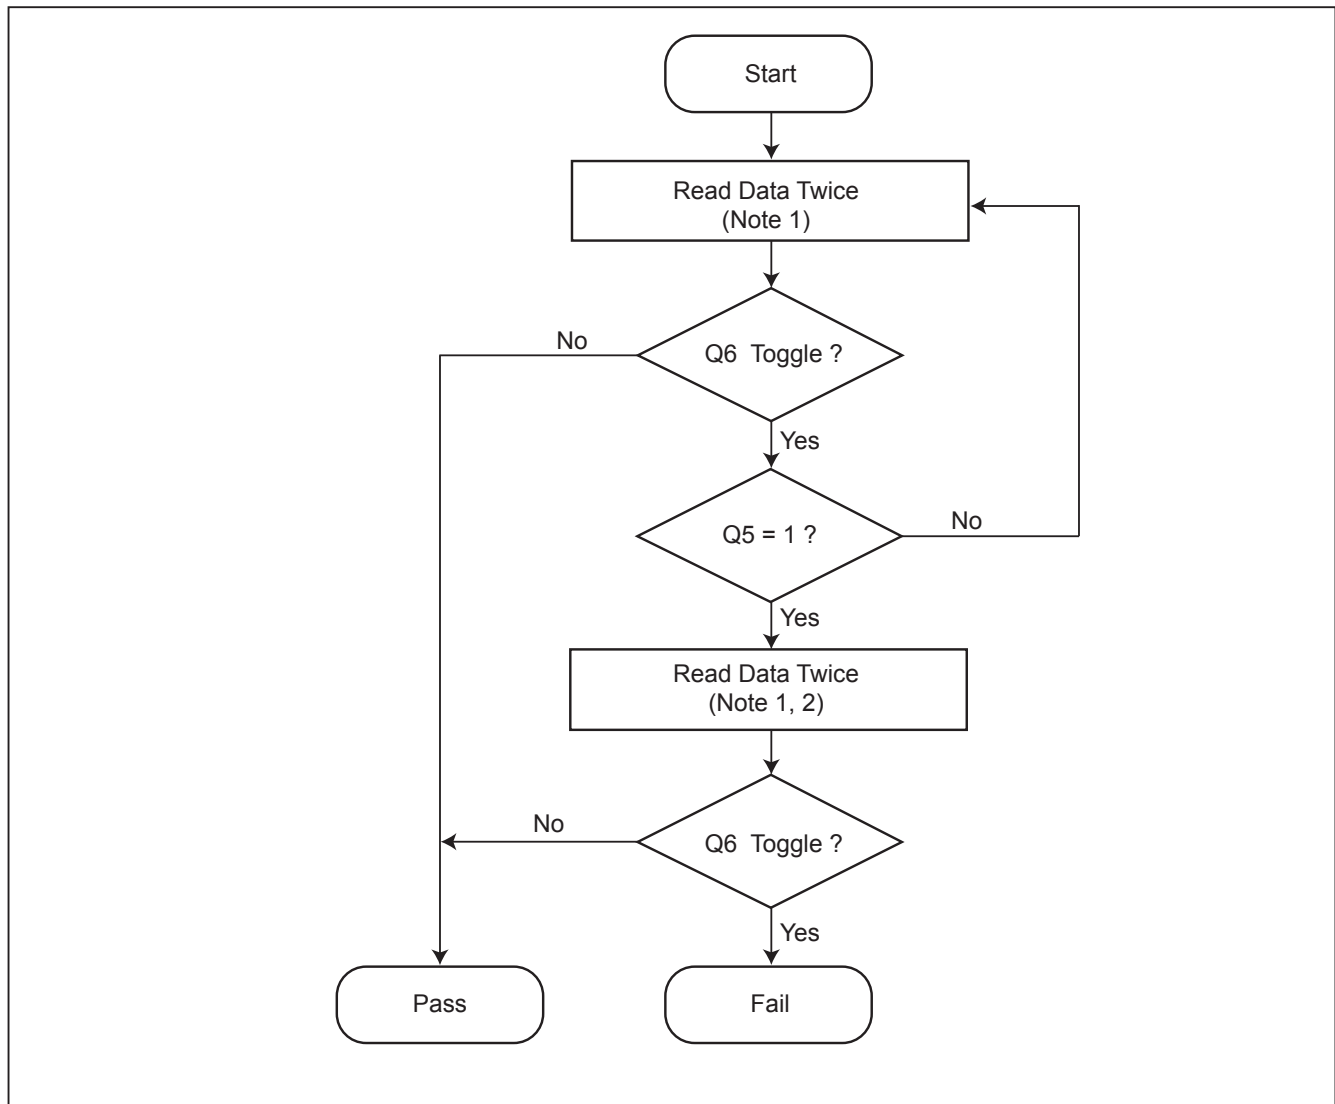 Start
Read Data Twice
(Note 1)
No
Q6 Toggle ?
Yes
Q5 = 1 ?
No
Yes
Read Data Twice
(Note 1, 2)
No
Q6 Toggle ?
Yes
Pass
Fail